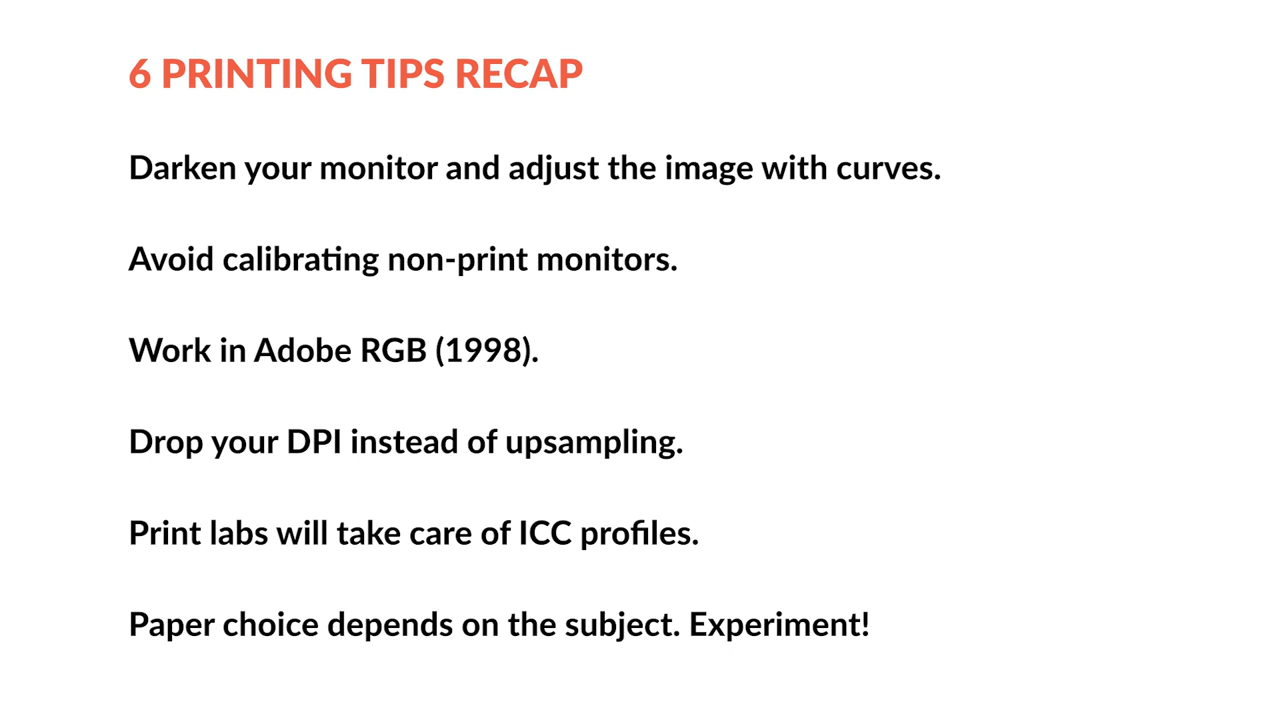 6 PRINTING TIPS RECAP
Darken your monitor and adjust the image with curves.
Avoid calibrating non-print monitors.
Work in Adobe RGB (1998).
Drop your DPI instead of upsampling.
Print labs will take care of ICC profiles.
Paper choice depends on the subject. Experiment!